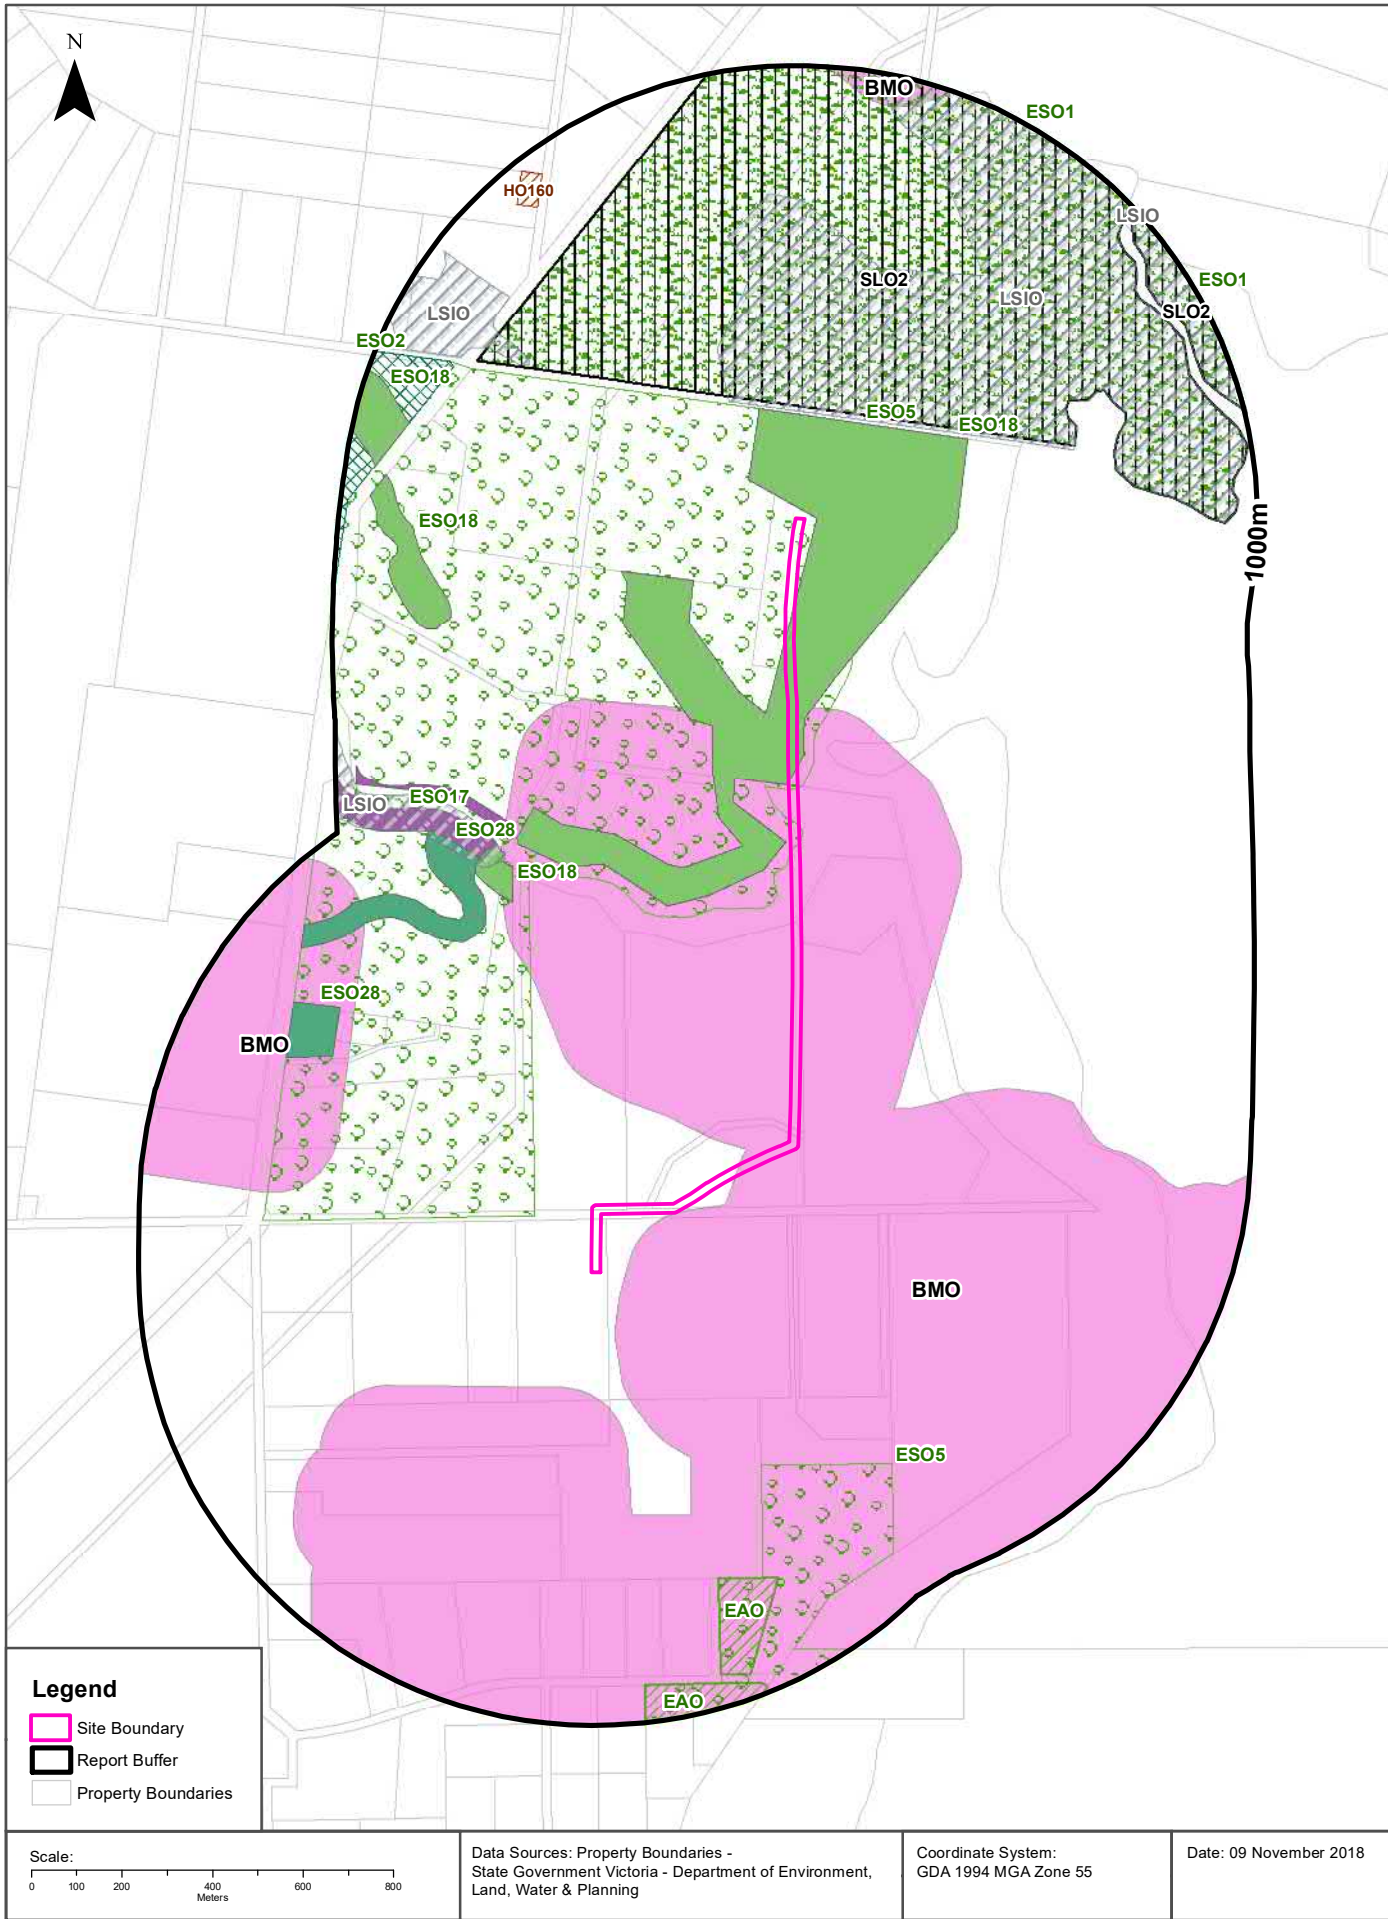 N
BMO
ESO1
HO160
LSIO
ESO1
SLO2
LSIO
SLO2
LSIO
ESO2
ESO18
ESO5
ESO18
ESO18
1000m
ESO17
LSIO
ESO28
ESO18
ESO28
BMO
BMO
ESO5
EAO
EAO
Legend
Site Boundary
Report Buffer
Property Boundaries
Scale:
0 100 200 400 600 800
Meters
Data Sources: Property Boundaries -
State Government Victoria - Department of Environment,
Land, Water & Planning
Coordinate System:
GDA 1994 MGA Zone 55
Date: 09 November 2018